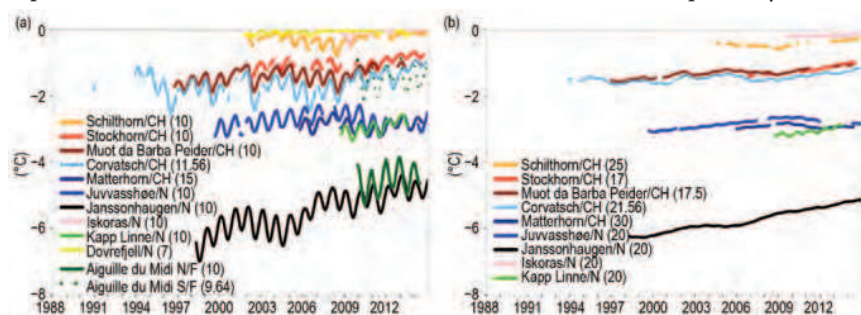 (a)
(b)
0
−2
−4
−6
−8
(°C)
Schilthorn/CH (10)
Stockhorn/CH (10)
Muot da Barba Peider/CH (10)
Corvatsch/CH (11.56)
Matterhorn/CH (15)
Juvvasshøe/N (10)
Janssonhaugen/N (10)
Iskoras/N (10)
Kapp Linne/N (10)
Dovrefjell/N (7)
Aiguille du Midi N/F (10)
Aiguille du Midi S/F (9.64)
1988 1991 1994 1997 2000 2003 2006 2009 2012
0
−2
−4
−6
−8
(°C)
Schilthorn/CH (25)
Stockhorn/CH (17)
Muot da Barba Peider/CH (17.5)
Corvatsch/CH (21.56)
Matterhorn/CH (30)
Juvvasshøe/N (20)
Janssonhaugen/N (20)
Iskoras/N (20)
Kapp Linne/N (20)
1988 1991 1994 1997 2000 2003 2006 2009 2012